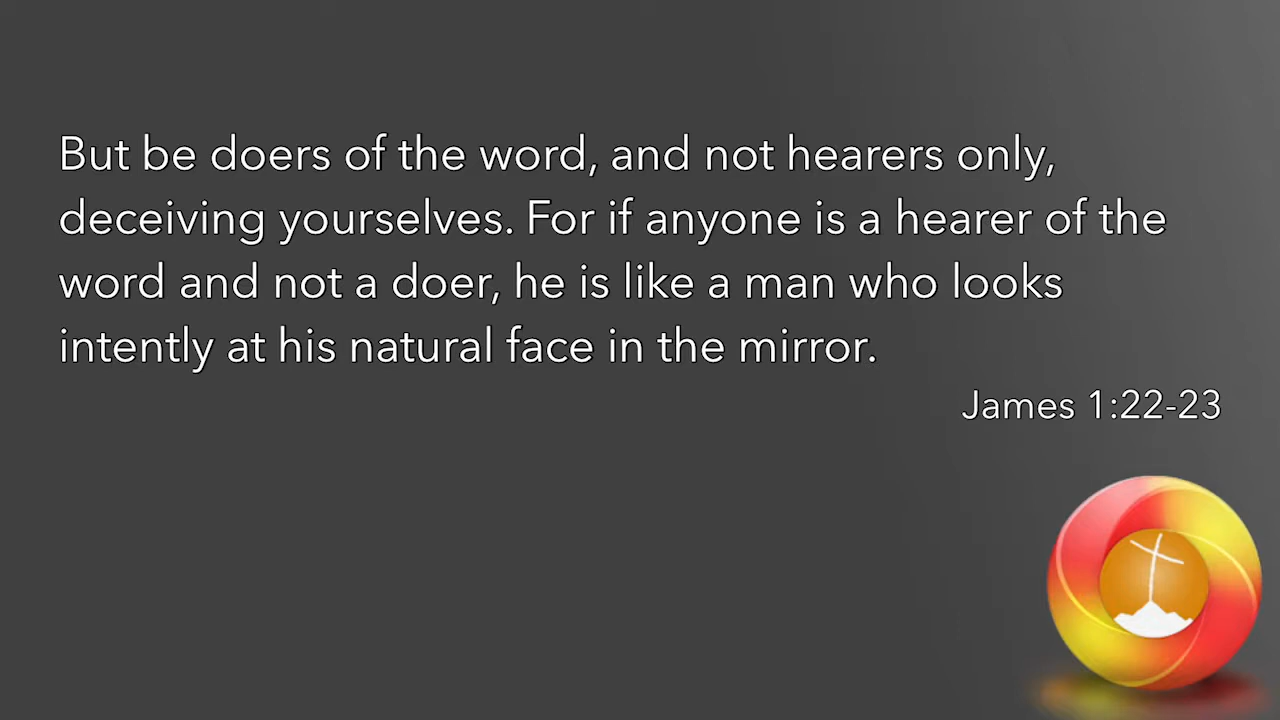 But be doers of the word, and not hearers only,
deceiving yourselves. For if anyone is a hearer of the
word and not a doer, he is like a man who looks
intently at his natural face in the mirror.
James 1:22-23